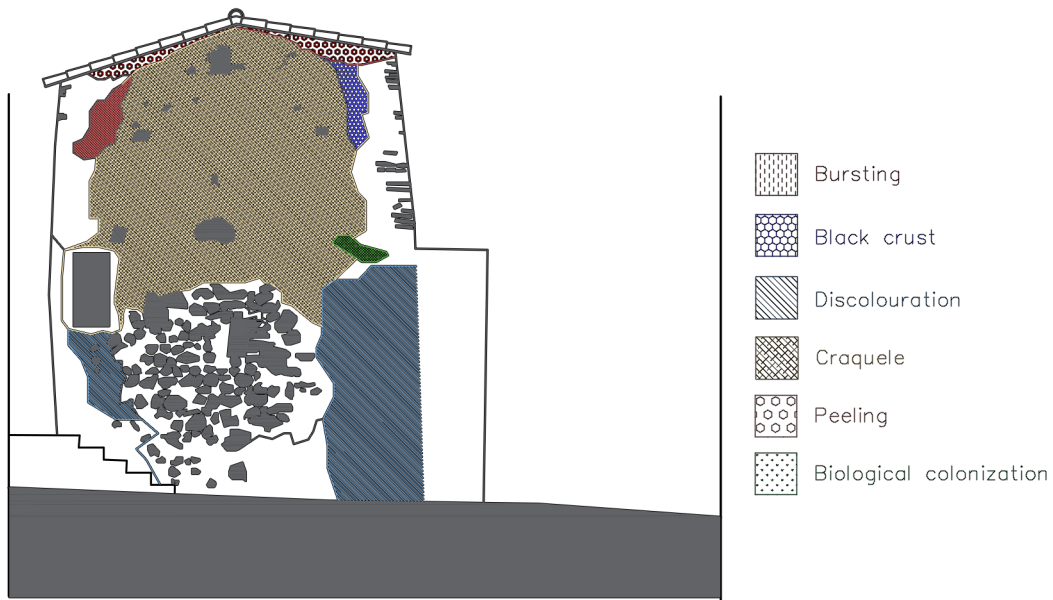 Bursting
Black crust
Discolouration
Craquele
Peeling
Biological colonization